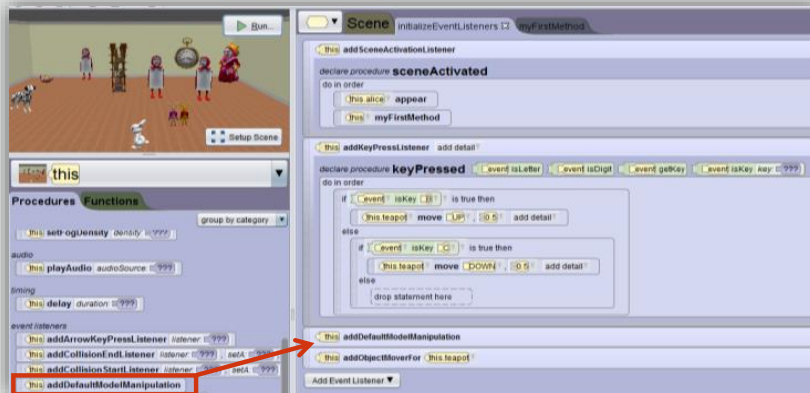 Run...
Setup Scene
this
Procedures Functions
group by category
this setFogDensity density: ???
audio
this playAudio audioSource: ???
timing
this delay duration: ???
event listeners
this addArrowKeyPressListener listener: ???
this addCollisionEndListener listener: ??? , setA: ???
this addCollisionStartListener listener: ??? , setA: ???
this addDefaultModelManipulation
Scene initializeEventListeners myFirstMethod
this addSceneActivationListener
declare procedure sceneActivated
do in order
this alice appear
this myFirstMethod
this addKeyPressListener add detail
declare procedure keyPressed event isLetter event isDigit event getKey event isKey key: ???
do in order
if event isKey is true then
this teapot move UP , 0.5 add detail
else
if event isKey C is true then
this teapot move DOWN , 0.5 add detail
else
drop statement here
this addDefaultModelManipulation
this addObjectMoverFor this teapot
Add Event Listener